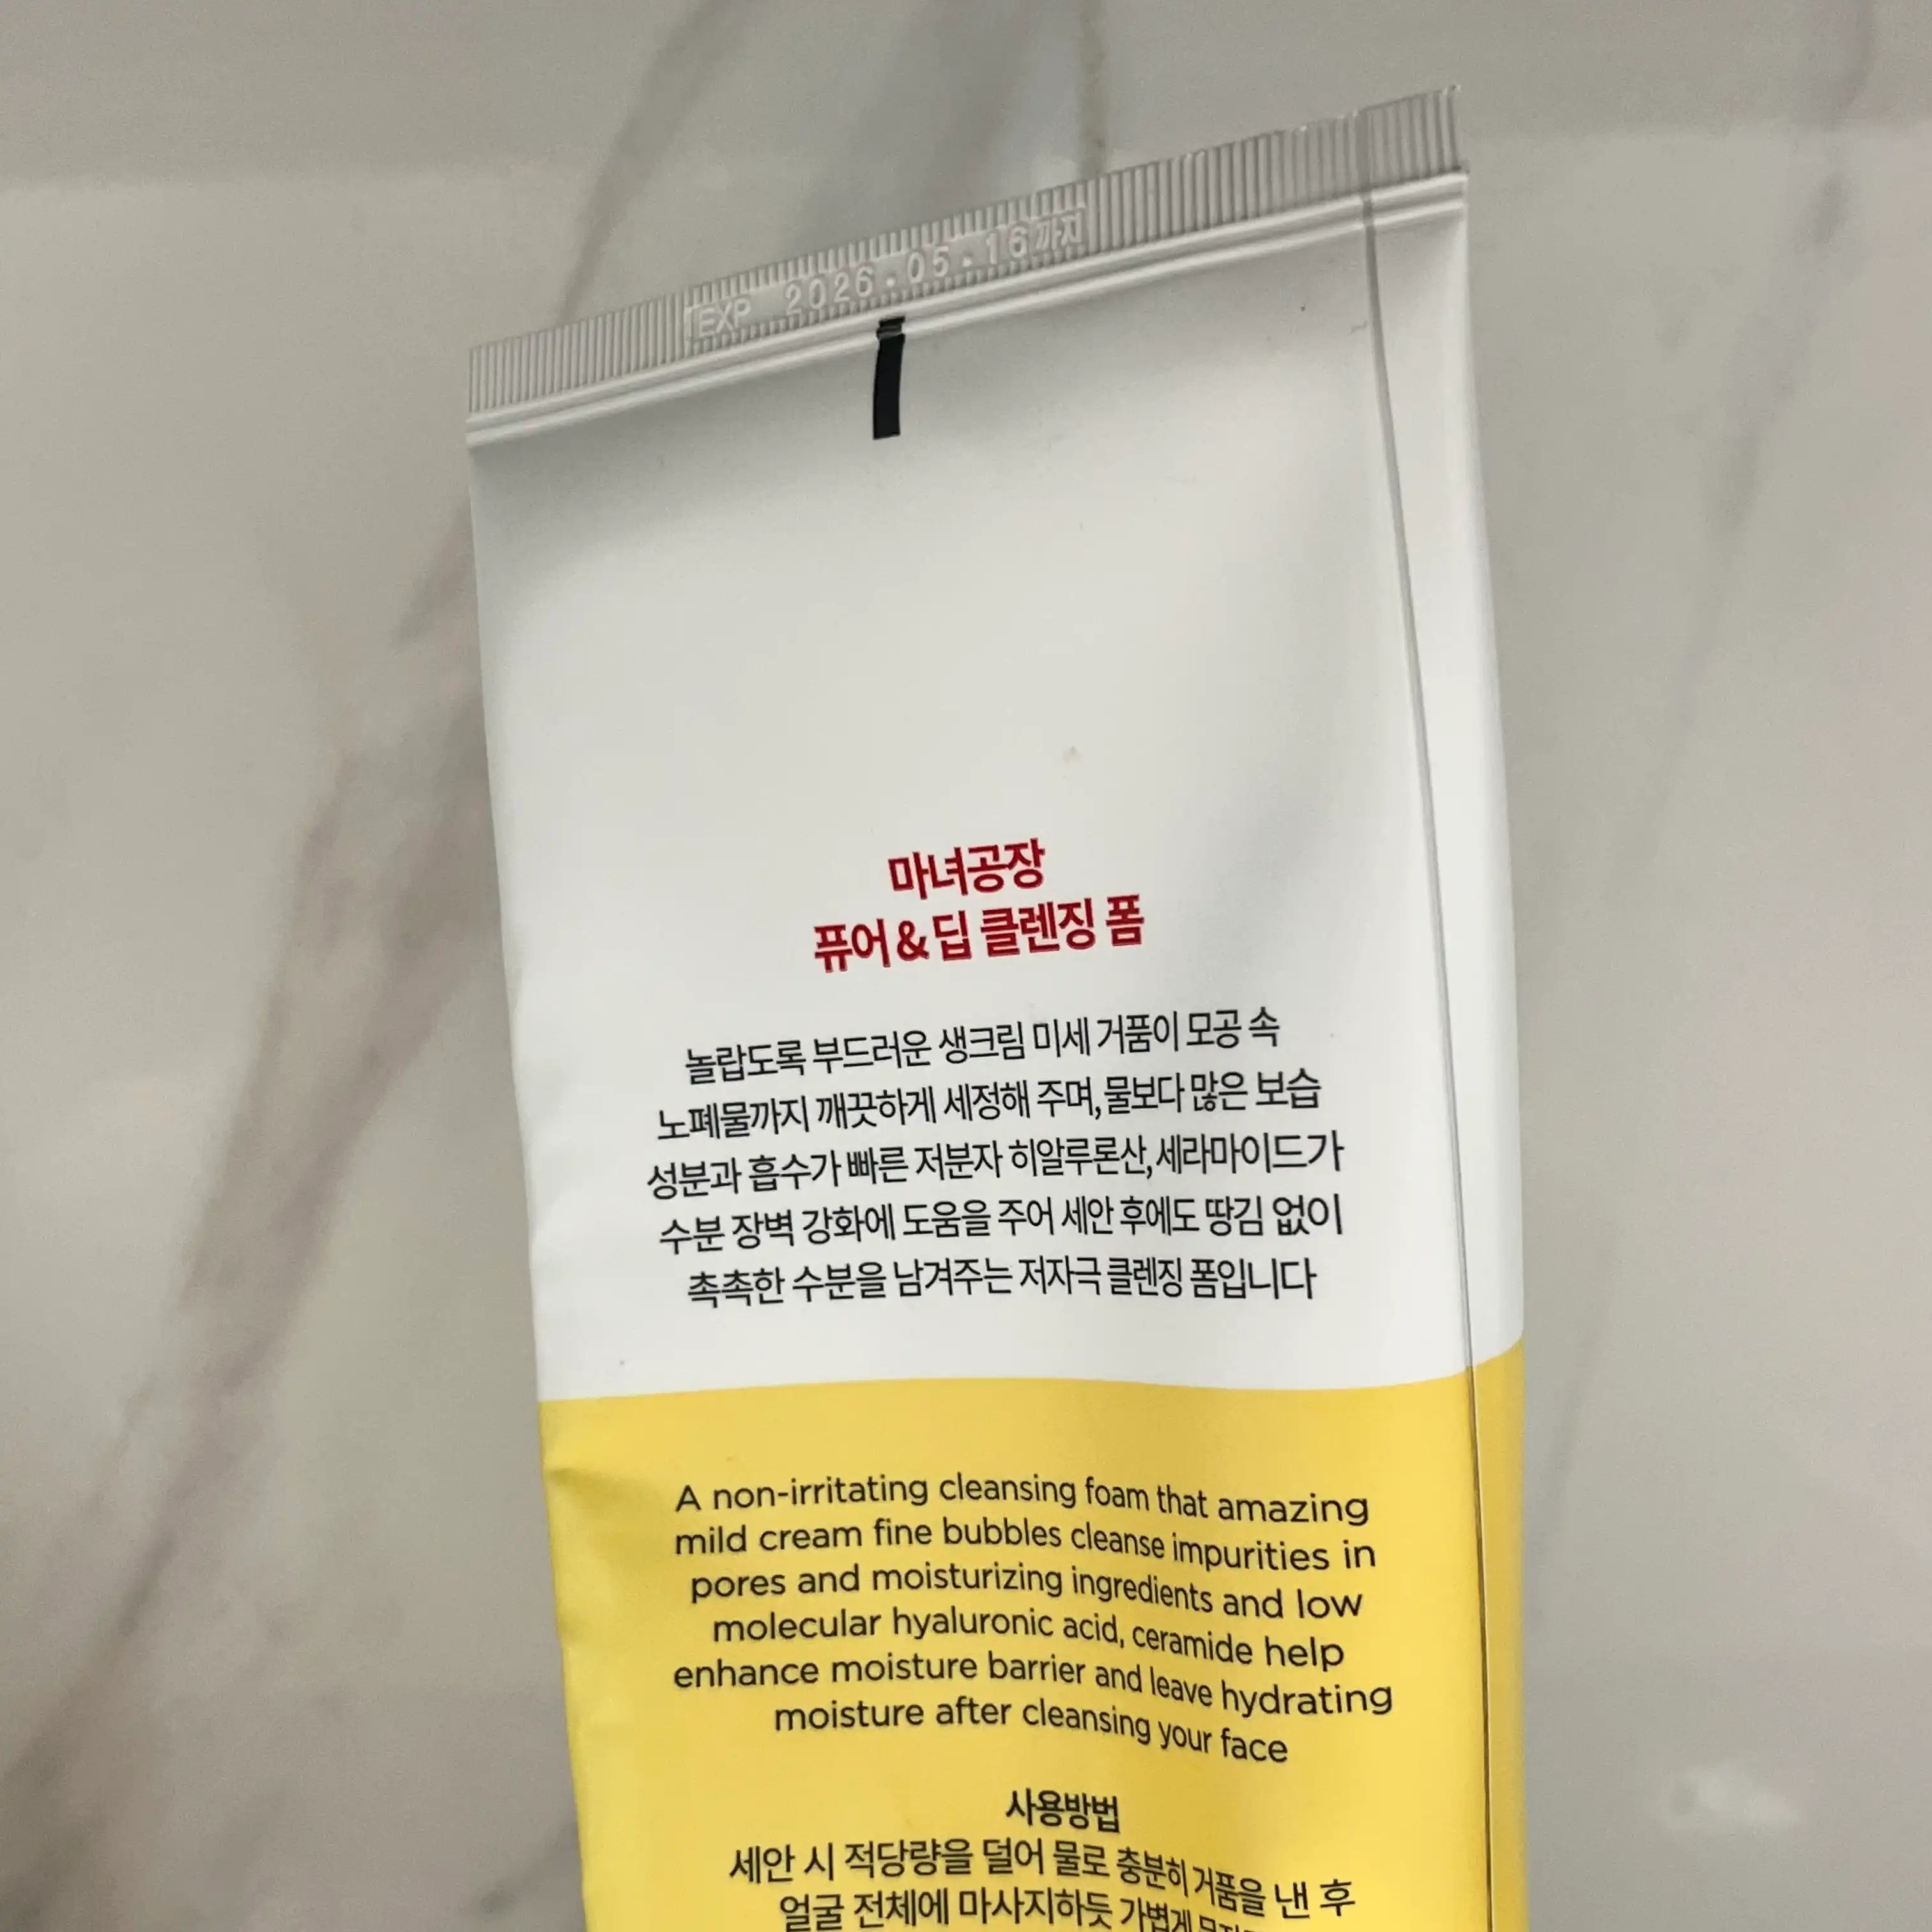 EXP 2026.05.16까지
마녀공장
퓨어&딥 클렌징 폼
놀랍도록 부드러운 생크림 미세 거품이 모공 속
노폐물까지 깨끗하게 세정해 주며, 물보다 많은 보습
성분과 흡수가 빠른 저분자 히알루론산, 세라마이드가
수분 장벽 강화에 도움을 주어 세안 후에도 땅김 없이
촉촉한 수분을 남겨주는 저자극 클렌징 폼입니다
A non-irritating cleansing foam that amazing
mild cream fine bubbles cleanse impurities in
pores and moisturizing ingredients and low
molecular hyaluronic acid, ceramide help
enhance moisture barrier and leave hydrating
moisture after cleansing your face
사용방법
세안 시 적당량을 덜어 물로 충분히 거품을 낸 후
얼굴 전체에 마사지하듯 가볍게